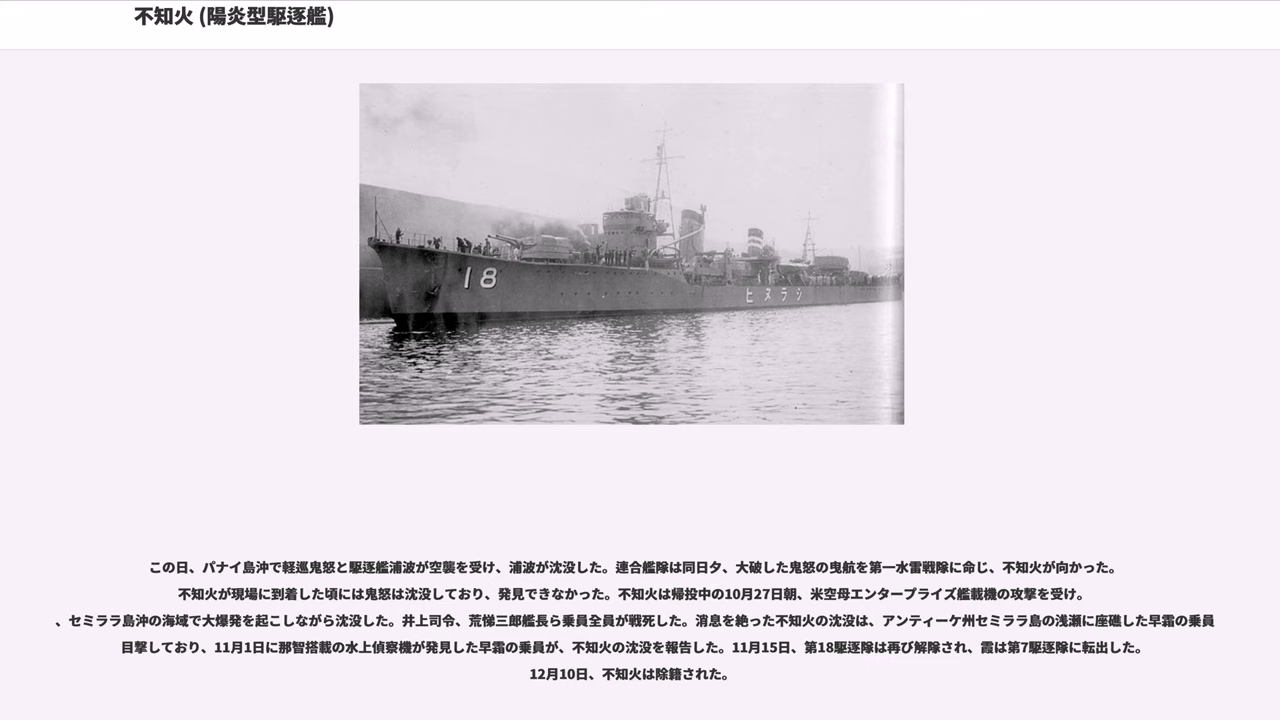 不知火 (陽炎型駆逐艦)
18
ヒヌラシ
この日、パナイ島沖で軽巡鬼怒と駆逐艦浦波が空襲を受け、浦波が沈没した。連合艦隊は同日夕、大破した鬼怒の曳航を第一水雷戦隊に命じ、不知火が向かった。
不知火が現場に到着した頃には鬼怒は沈没しており、発見できなかった。不知火は帰投中の10月27日朝、米空母エンタープライズ艦載機の攻撃を受け。
、セミララ島沖の海域で大爆発を起こしながら沈没した。井上司令、荒悌三郎艦長ら乗員全員が戦死した。消息を絶った不知火の沈没は、アンティーケ州セミララ島の浅瀬に座礁した早霜の乗員
目撃しており、11月1日に那智搭載の水上偵察機が発見した早霜の乗員が、不知火の沈没を報告した。11月15日、第18駆逐隊は再び解除され、霞は第7駆逐隊に転出した。
12月10日、不知火は除籍された。